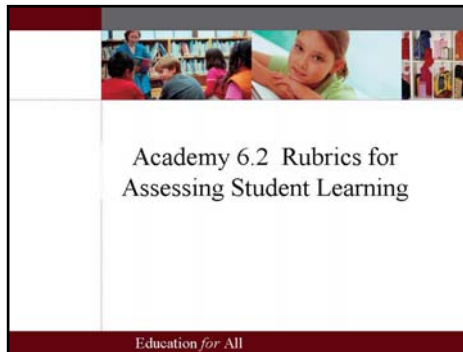 Academy 6.2 Rubrics for
Assessing Student Learning
Education for All